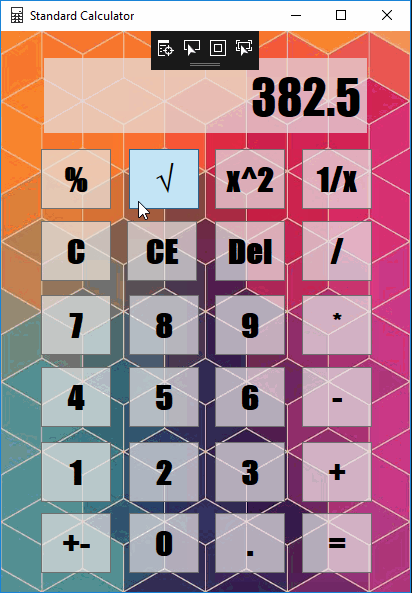 Standard Calculator
382.5
% √ x^2 1/x
C CE Del /
7 8 9 *
4 5 6 -
1 2 3 +
+- 0 . =